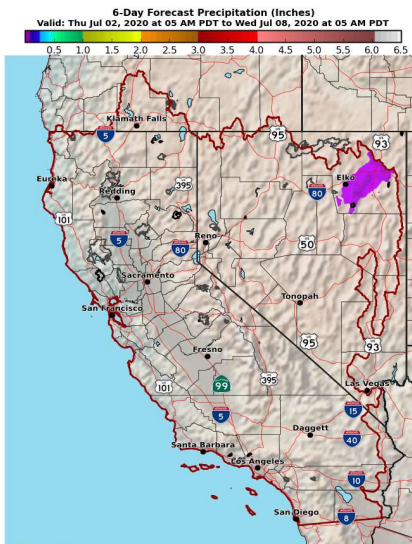 6-Day Forecast Precipitation (Inches)
Valid: Thu Jul 02, 2020 at 05 AM PDT to Wed Jul 08, 2020 at 05 AM PDT
0.5 1.0 1.5 2.0 2.5 3.0 3.5 4.0 4.5 5.0 5.5 6.0 6.5
Klamath Falls
5
95
93
Eureka
Redding
395
Elko
80
101
5
Reno
80
50
Sacramento
San Francisco
Tonopah
95
93
Fresno
101
99
395
Las Vegas
5
15
Daggett
40
Santa Barbara
Los Angeles
10
San Diego
8